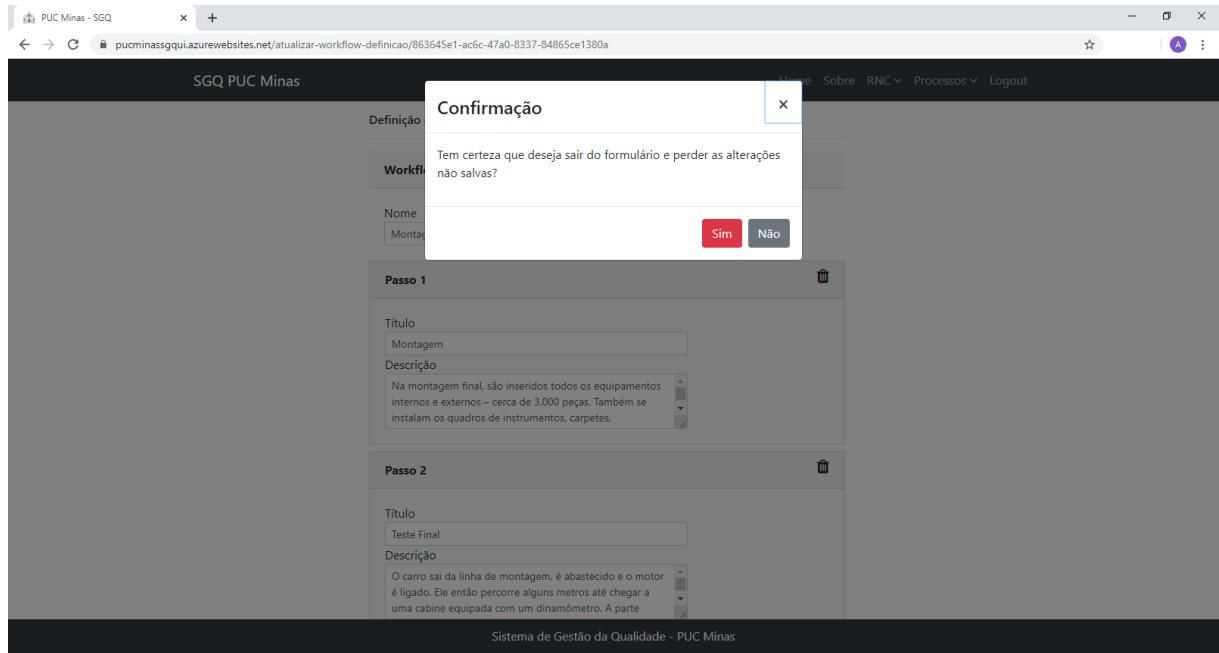 PUC Minas - SGQ
pucminassgqui.azurewebsites.net/atualizar-workflow-definicao/863645e1-ac6c-47a0-8337-84865ce1380a
A
SGQ PUC Minas
Home Sobre RNC Processos Logout
Confirmação
Tem certeza que deseja sair do formulário e perder as alterações
não salvas?
Sim Não
Definição
Nome
Passo 1
Título
Montagem
Descrição
Na montagem final, são inseridos todos os equipamentos
internos e externos – cerca de 3.000 peças. Também se
instalam os quadros de instrumentos, carpetes,
Passo 2
Título
Teste Final
Descrição
O carro sai da linha de montagem, é abastecido e o motor
é ligado. Ele então percorre alguns metros até chegar a
uma cabine equipada com um dinamômetro. A parte
Sistema de Gestão da Qualidade - PUC Minas